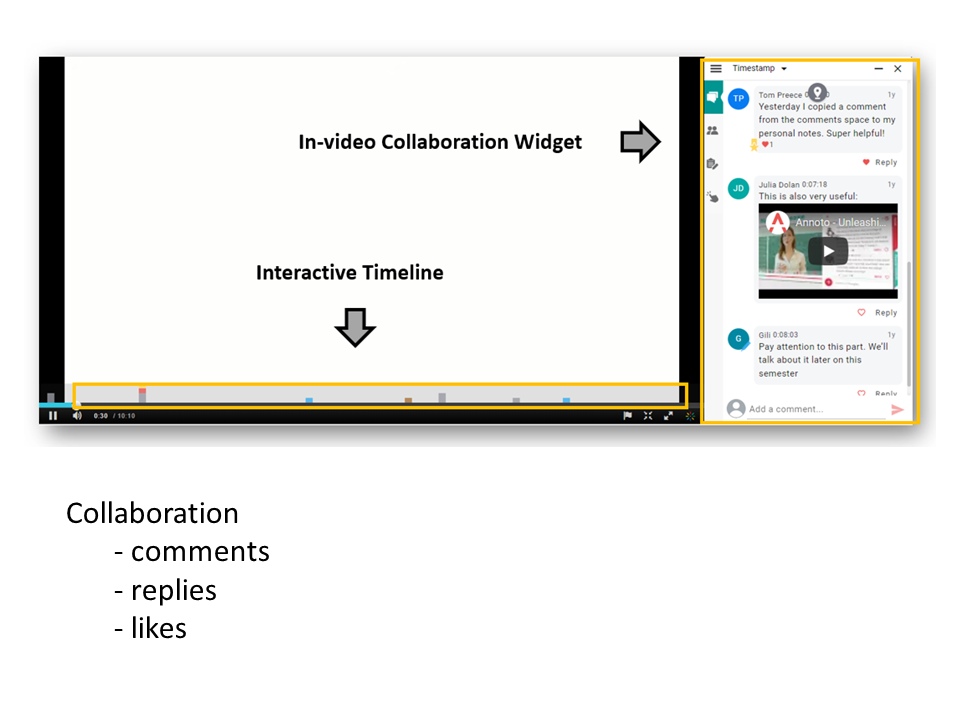 Timestamp
TP
Tom Preece 0
0
1y
Yesterday I copied a comment
from the comments space to my
personal notes. Super helpful!
1
Reply
In-video Collaboration Widget
JD
Julia Dolan 0:07:18
1y
This is also very useful:
Annoto - Unleashi...
Interactive Timeline
Reply
G
Gili 0:08:03
1y
Pay attention to this part. We'll
talk about it later on this
semester
Reply
Add a comment...
0:30 / 10:10
Collaboration
- comments
- replies
- likes